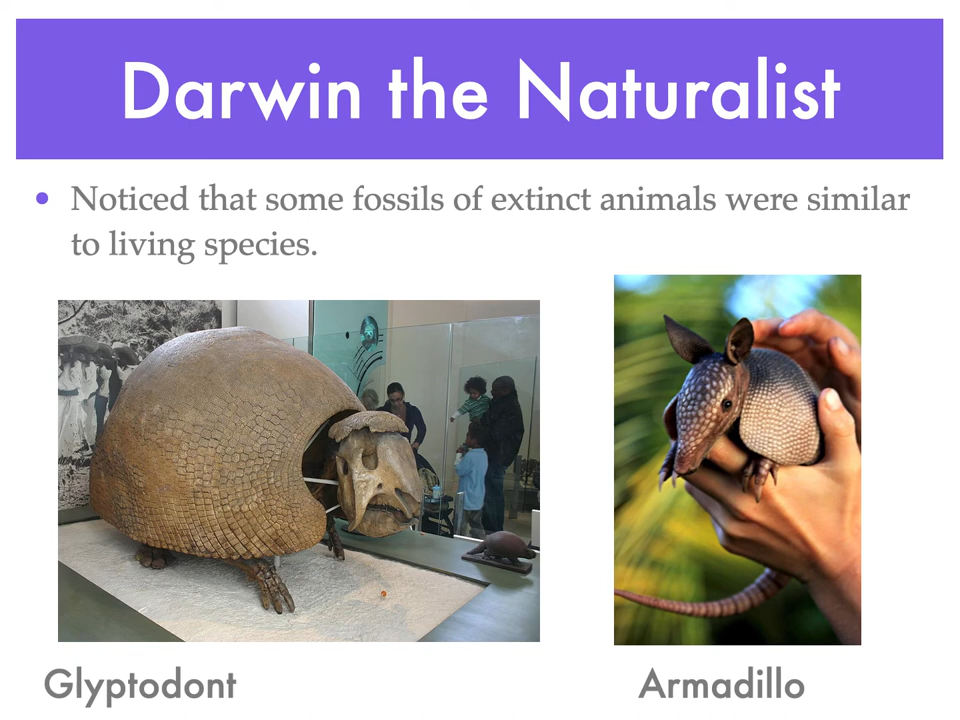 Darwin the Naturalist
• Noticed that some fossils of extinct animals were similar
to living species.
Glyptodont
Armadillo